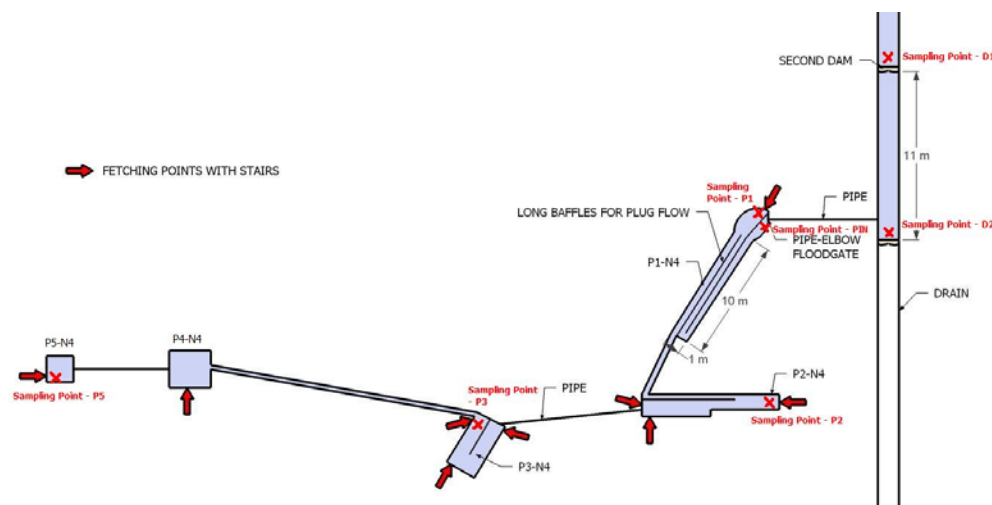 Sampling Point - D1
SECOND DAM
11 m
FETCHING POINTS WITH STAIRS
Sampling
Point - P1
PIPE
LONG BAFFLES FOR PLUG FLOW
Sampling Point - PIN
Sampling Point - D2
PIPE-ELBOW
FLOODGATE
P1-N4
10 m
DRAIN
P5-N4
P4-N4
1 m
Sampling Point
- P3
PIPE
P2-N4
Sampling Point - P5
Sampling Point - P2
P3-N4